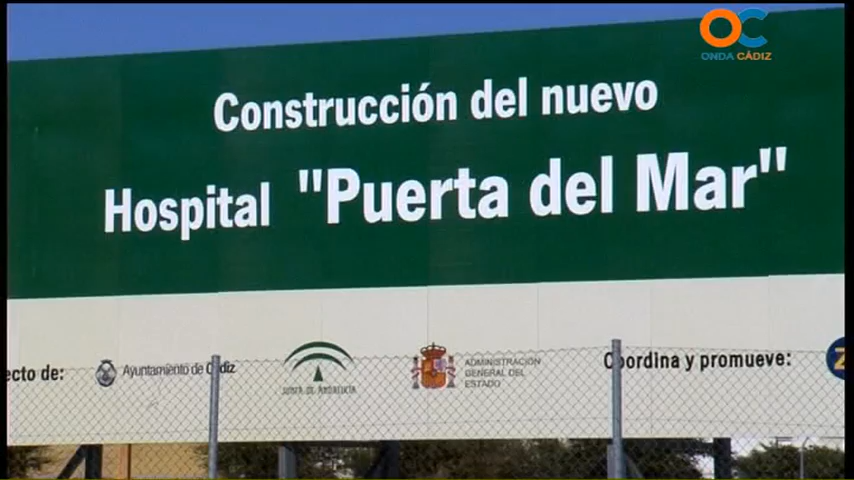 OC
ONDA CÁDIZ
Construcción del nuevo
Hospital "Puerta del Mar"
ecto de:
Ayuntamiento de Cádiz
JUNTA DE ANDALUCIA
ADMINISTRACIÓN
GENERAL DEL
ESTADO
Coordina y promueve:
Z